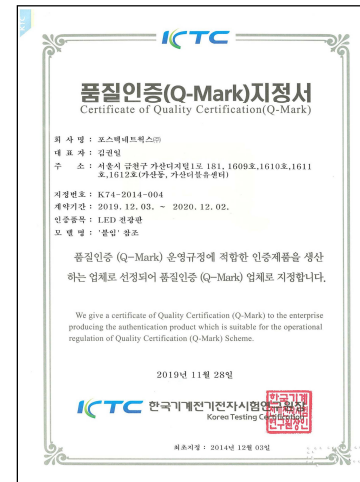 KTC
품질인증(Q-Mark)지정서
Certificate of Quality Certification(Q-Mark)
회 사 명 : 포스텍네트웍스㈜
대 표 자 : 김권일
주 소 : 서울시 금천구 가산디지털1로 181, 1609호,1610호,1611
호,1612호(가산동, 가산더블유센터)
지정번호 : K74-2014-004
계약기간 : 2019. 12. 03. ~ 2020. 12. 02.
인증품목 : LED 전광판
모 델 명 : '붙임' 참조
품질인증 (Q-Mark) 운영규정에 적합한 인증제품을 생산
하는 업체로 선정되어 품질인증 (Q-Mark) 업체로 지정합니다.
We give a certificate of Quality Certification (Q-Mark) to the enterprise
producing the authentication product which is suitable for the operational
regulation of Quality Certification (Q-Mark) Scheme.
2019년 11월 28일
KTC 한국기계전기전자시험연구원장
Korea Testing Certification
최초지정 : 2014년 12월 03일